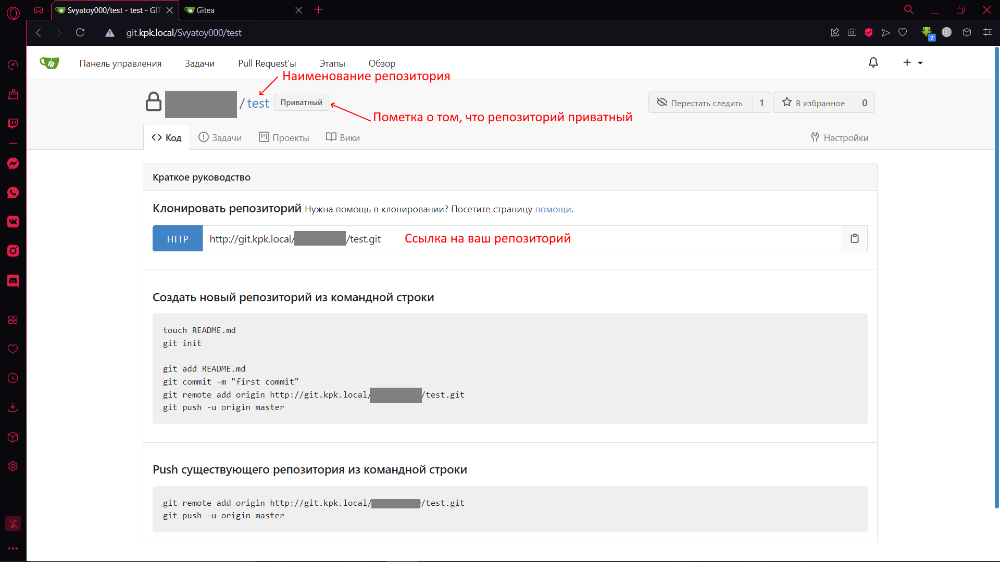 Svyatoy000/test - test - GI
Gitea
git.kpk.local/Svyatoy000/test
Панель управления Задачи Pull Request'ы Этапы Обзор
Наименование репозитория
/ test Приватный
Перестать следить 1 В избранное 0
Пометка о том, что репозиторий приватный
Код Задачи Проекты Вики Настройки
Краткое руководство
Клонировать репозиторий Нужна помощь в клонировании? Посетите страницу помощи.
HTTP http://git.kpk.local/ /test.git Ссылка на ваш репозиторий
Создать новый репозиторий из командной строки
touch README.md
git init
git add README.md
git commit -m "first commit"
git remote add origin http://git.kpk.local/ /test.git
git push -u origin master
Push существующего репозитория из командной строки
git remote add origin http://git.kpk.local/ /test.git
git push -u origin master